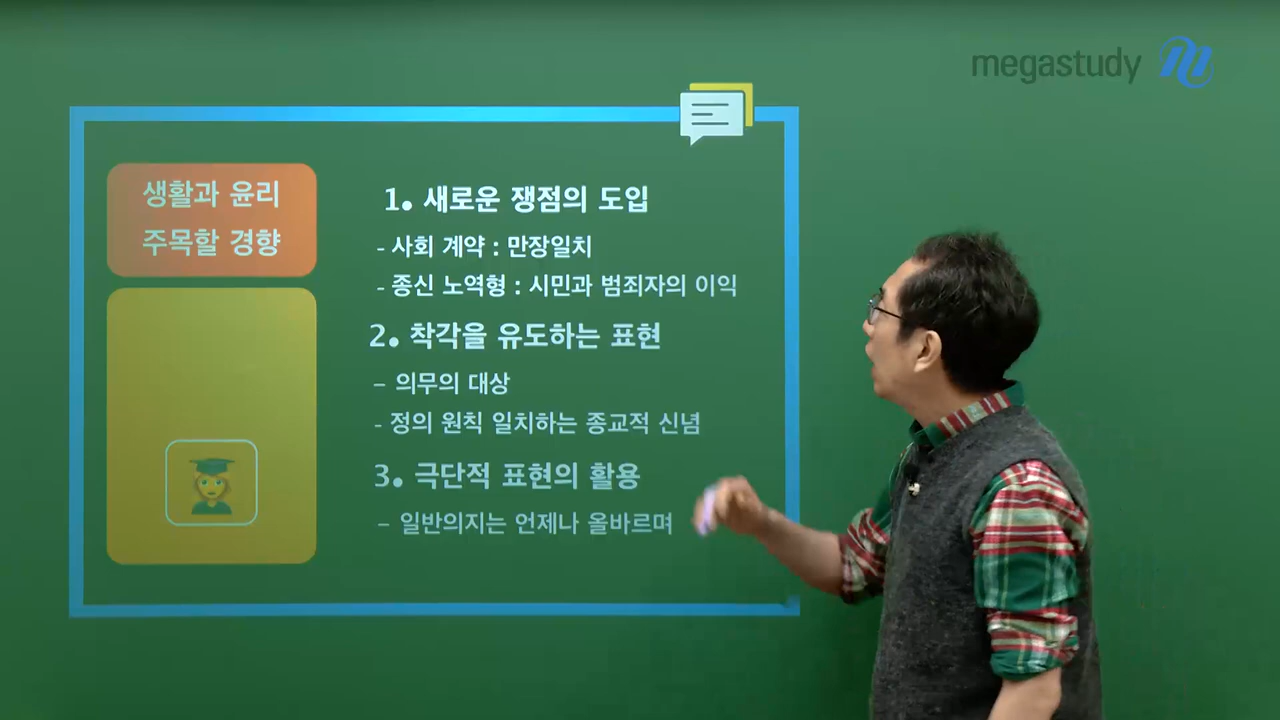 megastudy
생활과 윤리
주목할 경향
1. 새로운 쟁점의 도입
- 사회 계약 : 만장일치
- 종신 노역형 : 시민과 범죄자의 이익
2. 착각을 유도하는 표현
– 의무의 대상
- 정의 원칙 일치하는 종교적 신념
3. 극단적 표현의 활용
– 일반의지는 언제나 올바르며